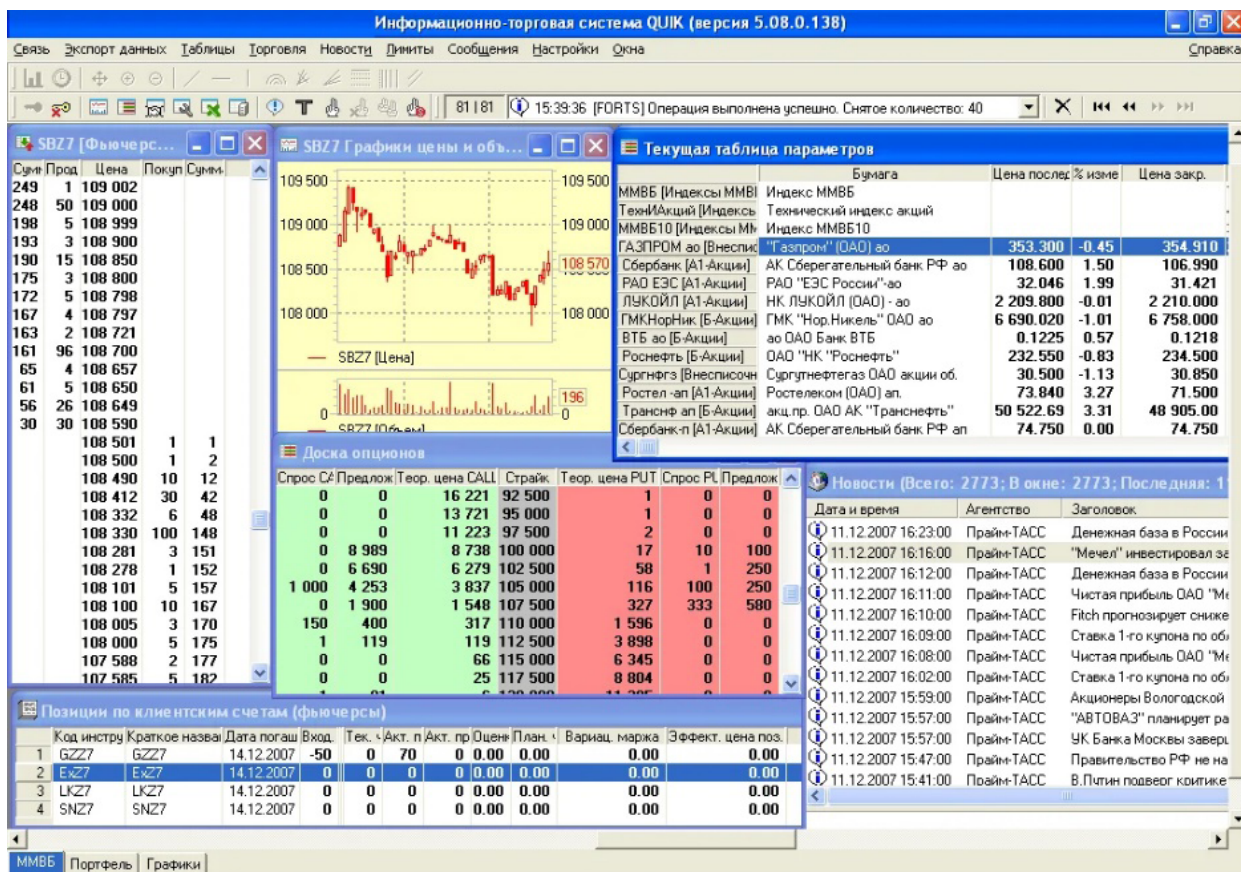 Информационно-торговая система QUIK (версия 5.08.0.138)
Связь Экспорт данных Таблицы Торговля Новости Лимиты Сообщения Настройки Окна Справка
81 | 81 15:39:36 [FORTS] Операция выполнена успешно. Снятое количество: 40
SBZ7 [Фьючерс...
Сумм Прод Цена Покуп Сумм.
249 1 109 002
248 50 109 000
198 5 108 999
193 3 108 900
190 15 108 850
175 3 108 800
172 5 108 798
167 4 108 797
163 2 108 721
161 96 108 700
65 4 108 657
61 5 108 650
56 26 108 649
30 30 108 590
108 501 1 1
108 500 1 2
108 490 10 12
108 412 30 42
108 332 6 48
108 330 100 148
108 281 3 151
108 278 1 152
108 101 5 157
108 100 10 167
108 005 3 170
108 000 5 175
107 588 2 177
107 585 5 182
SBZ7 Графики цены и объ...
109 500 109 500
109 000 109 000
108 500 108 570
108 000 108 000
SBZ7 [Цена]
196
0 0
SBZ7 [Объем]
Текущая таблица параметров
Бумага Цена послед % изме Цена закр.
ММВБ [Индексы ММВІ Индекс ММВБ
ТехнИАкций [Индексь Технический индекс акций
ММВБ10 [Индексы ММ Индекс ММВБ10
ГАЗПРОМ ао [Внеспис "Газпром" (ОАО) ао 353.300 -0.45 354.910
Сбербанк [А1-Акции] АК Сберегательный банк РФ ао 108.600 1.50 106.990
РАО ЕЭС [А1-Акции] РАО "ЕЭС России"-ао 32.046 1.99 31.421
ЛУКОЙЛ [А1-Акции] НК ЛУКОЙЛ (ОАО) - ао 2 209.800 -0.01 2 210.000
ГМКНорНик [Б-Акции] ГМК "Нор.Никель" ОАО ао 6 690.020 -1.01 6 758.000
ВТБ ао [Б-Акции] ао ОАО Банк ВТБ 0.1225 0.57 0.1218
Роснефть [Б-Акции] ОАО "НК "Роснефть" 232.550 -0.83 234.500
Сургнфгз [Внесписочн Сургутнефтегаз ОАО акции об. 30.500 -1.13 30.850
Ростел -ап [А1-Акции] Ростелеком (ОАО) ап. 73.840 3.27 71.500
Транснф ап [Б-Акции] акц.пр. ОАО АК "Транснефть" 50 522.69 3.31 48 905.00
Сбербанк-п [А1-Акции] АК Сберегательный банк РФ ап 74.750 0.00 74.750
Доска опционов
Спрос CA Предлож Теор. цена CALL Страйк Теор. цена PUT Спрос PU Предлож
0 0 16 221 92 500 1 0 0
0 0 13 721 95 000 1 0 0
0 0 11 223 97 500 2 0 0
0 8 989 8 738 100 000 17 10 100
0 6 690 6 279 102 500 58 1 250
1 000 4 253 3 837 105 000 116 100 250
0 1 900 1 548 107 500 327 333 580
150 400 317 110 000 1 596 0 0
1 119 119 112 500 3 898 0 0
0 0 66 115 000 6 345 0 0
0 0 25 117 500 8 804 0 0
Новости (Всего: 2773; В окне: 2773; Последняя: 1
Дата и время Агентство Заголовок
11.12.2007 16:23:00 Прайм-ТАСС Денежная база в России
11.12.2007 16:16:00 Прайм-ТАСС "Мечел" инвестировал за
11.12.2007 16:12:00 Прайм-ТАСС Денежная база в России
11.12.2007 16:11:00 Прайм-ТАСС Чистая прибыль ОАО "Ме
11.12.2007 16:10:00 Прайм-ТАСС Fitch прогнозирует сниже
11.12.2007 16:09:00 Прайм-ТАСС Ставка 1-го купона по обл
11.12.2007 16:08:00 Прайм-ТАСС Чистая прибыль ОАО "Ме
11.12.2007 16:02:00 Прайм-ТАСС Ставка 1-го купона по обл
11.12.2007 15:59:00 Прайм-ТАСС Акционеры Вологодской
11.12.2007 15:57:00 Прайм-ТАСС "АВТОВАЗ" планирует ра
11.12.2007 15:57:00 Прайм-ТАСС УК Банка Москвы заверш
11.12.2007 15:47:00 Прайм-ТАСС Правительство РФ не на
11.12.2007 15:41:00 Прайм-ТАСС В.Путин подверг критике
Позиции по клиентским счетам (фьючерсы)
Код инстру Краткое назва Дата погаш Вход. Тек. ч Акт. п Акт. пр Оцен План. ч Вариац. маржа Эффект. цена поз.
1 GZZ7 GZZ7 14.12.2007 -50 0 70 0 0.00 0.00 0.00 0.00
2 ExZ7 ExZ7 14.12.2007 0 0 0 0 0.00 0.00 0.00 0.00
3 LKZ7 LKZ7 14.12.2007 0 0 0 0 0.00 0.00 0.00 0.00
4 SNZ7 SNZ7 14.12.2007 0 0 0 0 0.00 0.00 0.00 0.00
ММВБ Портфель Графики